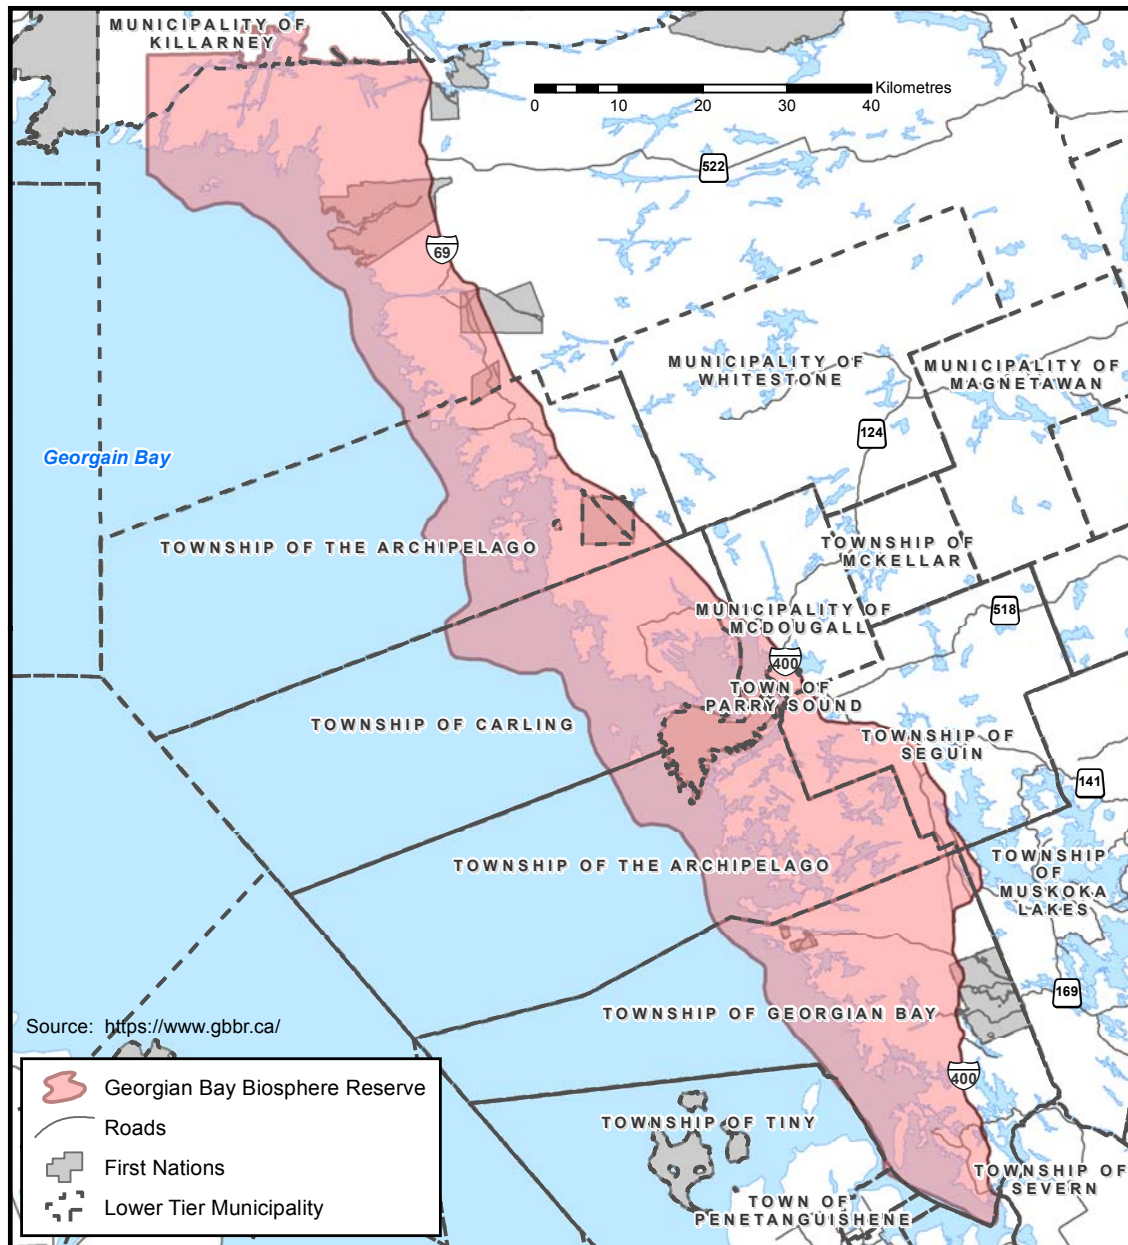 MUNICIPALITY OF
KILLARNEY
Kilometres
0 10 20 30 40
522
69
MUNICIPALITY OF
WHITESTONE
MUNICIPALITY OF
MAGNETAWAN
124
Georgain Bay
TOWNSHIP OF THE ARCHIPELAGO
TOWNSHIP OF
MCKELLAR
518
MUNICIPALITY OF
MCDOUGALL
400
TOWN OF
PARRY SOUND
TOWNSHIP OF CARLING
TOWNSHIP OF
SEGUIN
141
TOWNSHIP OF THE ARCHIPELAGO
TOWNSHIP
OF
MUSKOKA
LAKES
169
TOWNSHIP OF GEORGIAN BAY
Source: https://www.gbbr.ca/
400
Georgian Bay Biosphere Reserve
Roads
First Nations
Lower Tier Municipality
TOWNSHIP OF TINY
TOWNSHIP OF
SEVERN
TOWN OF
PENETANGUISHENE